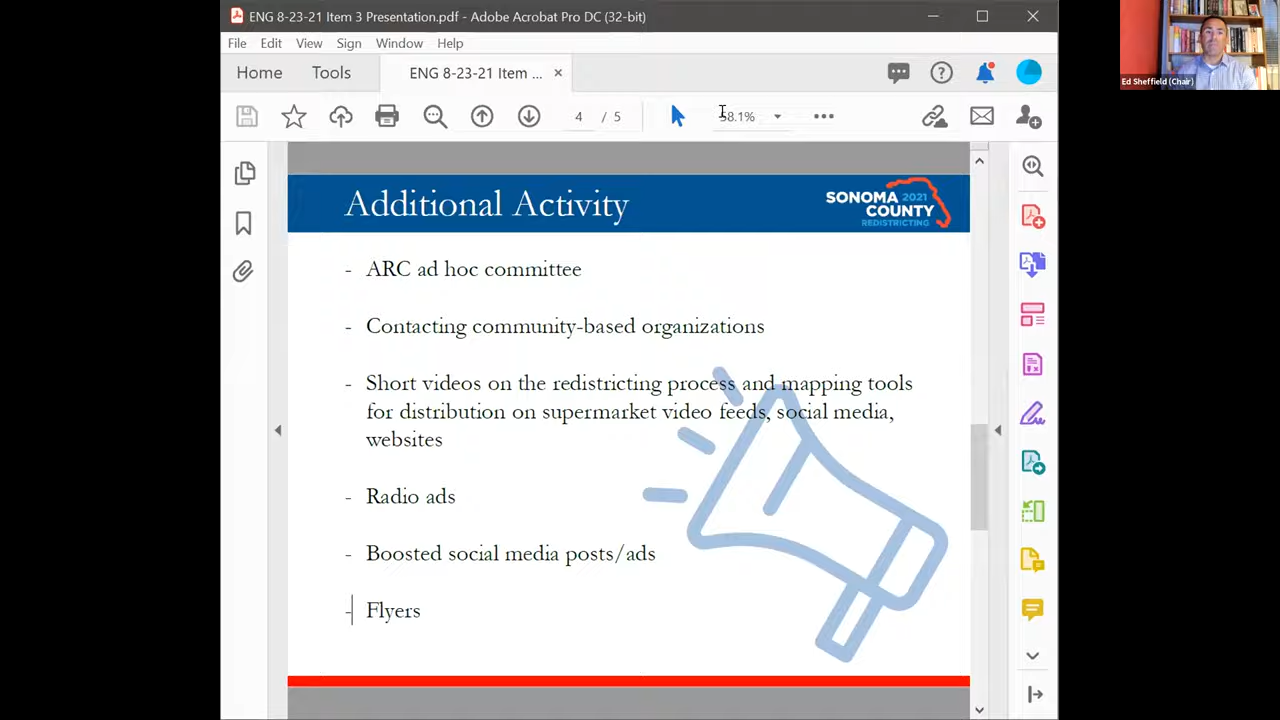 ENG 8-23-21 Item 3 Presentation.pdf - Adobe Acrobat Pro DC (32-bit)
File Edit View Sign Window Help
Home Tools ENG 8-23-21 Item ... ×
4 / 5 58.1%
Ed Sheffield (Chair)
Additional Activity
SONOMA 2021
COUNTY
REDISTRICTING
- ARC ad hoc committee
- Contacting community-based organizations
- Short videos on the redistricting process and mapping tools
for distribution on supermarket video feeds, social media,
websites
- Radio ads
- Boosted social media posts/ads
- Flyers